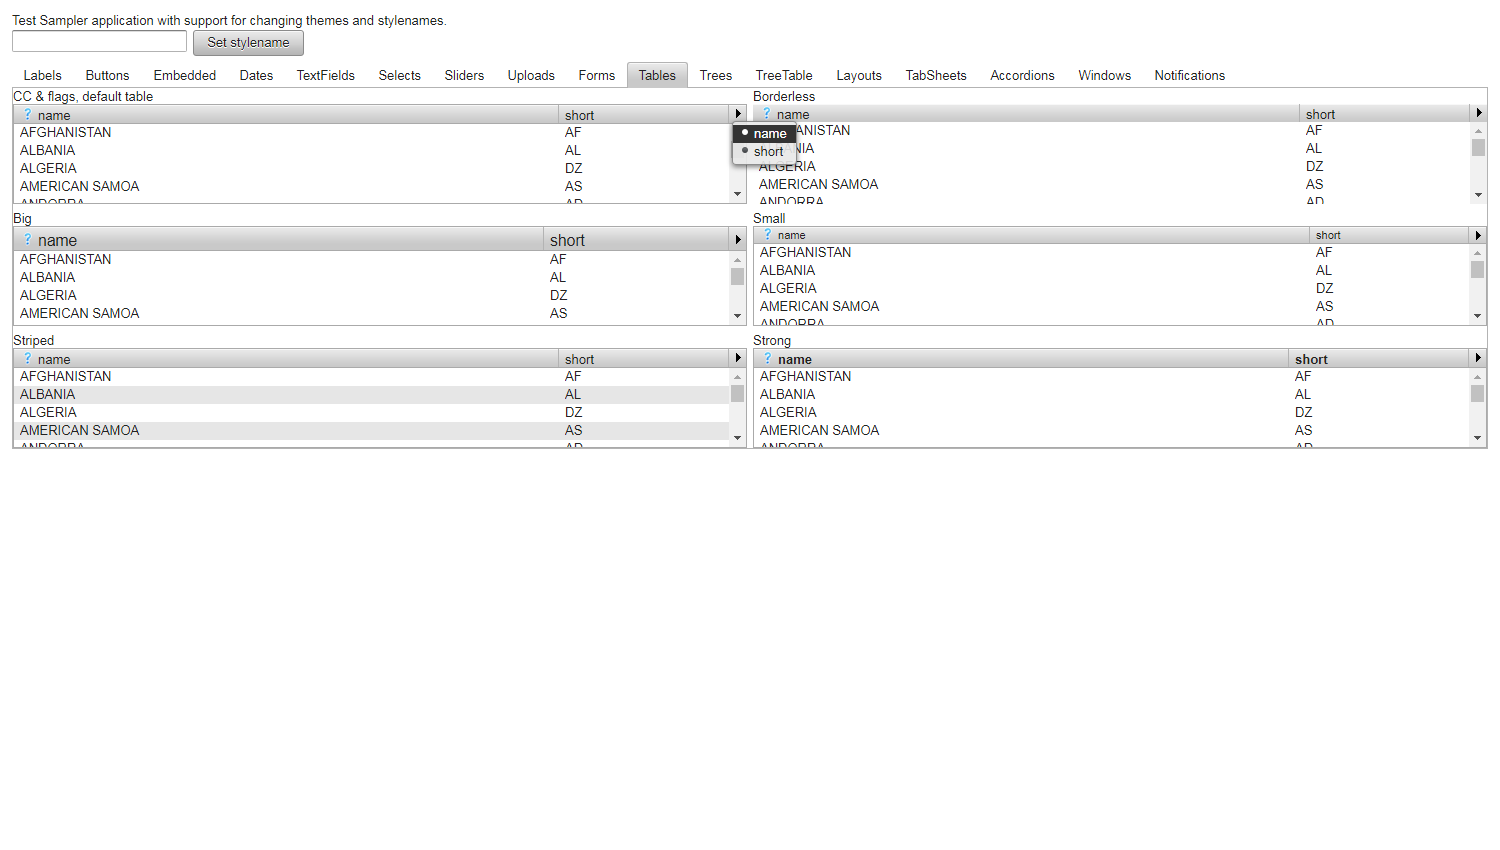 Test Sampler application with support for changing themes and stylenames.
Set stylename
Labels Buttons Embedded Dates TextFields Selects Sliders Uploads Forms Tables Trees TreeTable Layouts TabSheets Accordions Windows Notifications
CC & flags, default table
? name short
AFGHANISTAN AF
ALBANIA AL
ALGERIA DZ
AMERICAN SAMOA AS
ANDORRA AD
name
short
Borderless
? name short
ANISTAN AF
NIA AL
ALGERIA DZ
AMERICAN SAMOA AS
ANDORRA AD
Big
? name short
AFGHANISTAN AF
ALBANIA AL
ALGERIA DZ
AMERICAN SAMOA AS
Small
? name short
AFGHANISTAN AF
ALBANIA AL
ALGERIA DZ
AMERICAN SAMOA AS
ANDORRA AD
Striped
? name short
AFGHANISTAN AF
ALBANIA AL
ALGERIA DZ
AMERICAN SAMOA AS
ANDORRA AD
Strong
? name short
AFGHANISTAN AF
ALBANIA AL
ALGERIA DZ
AMERICAN SAMOA AS
ANDORRA AD